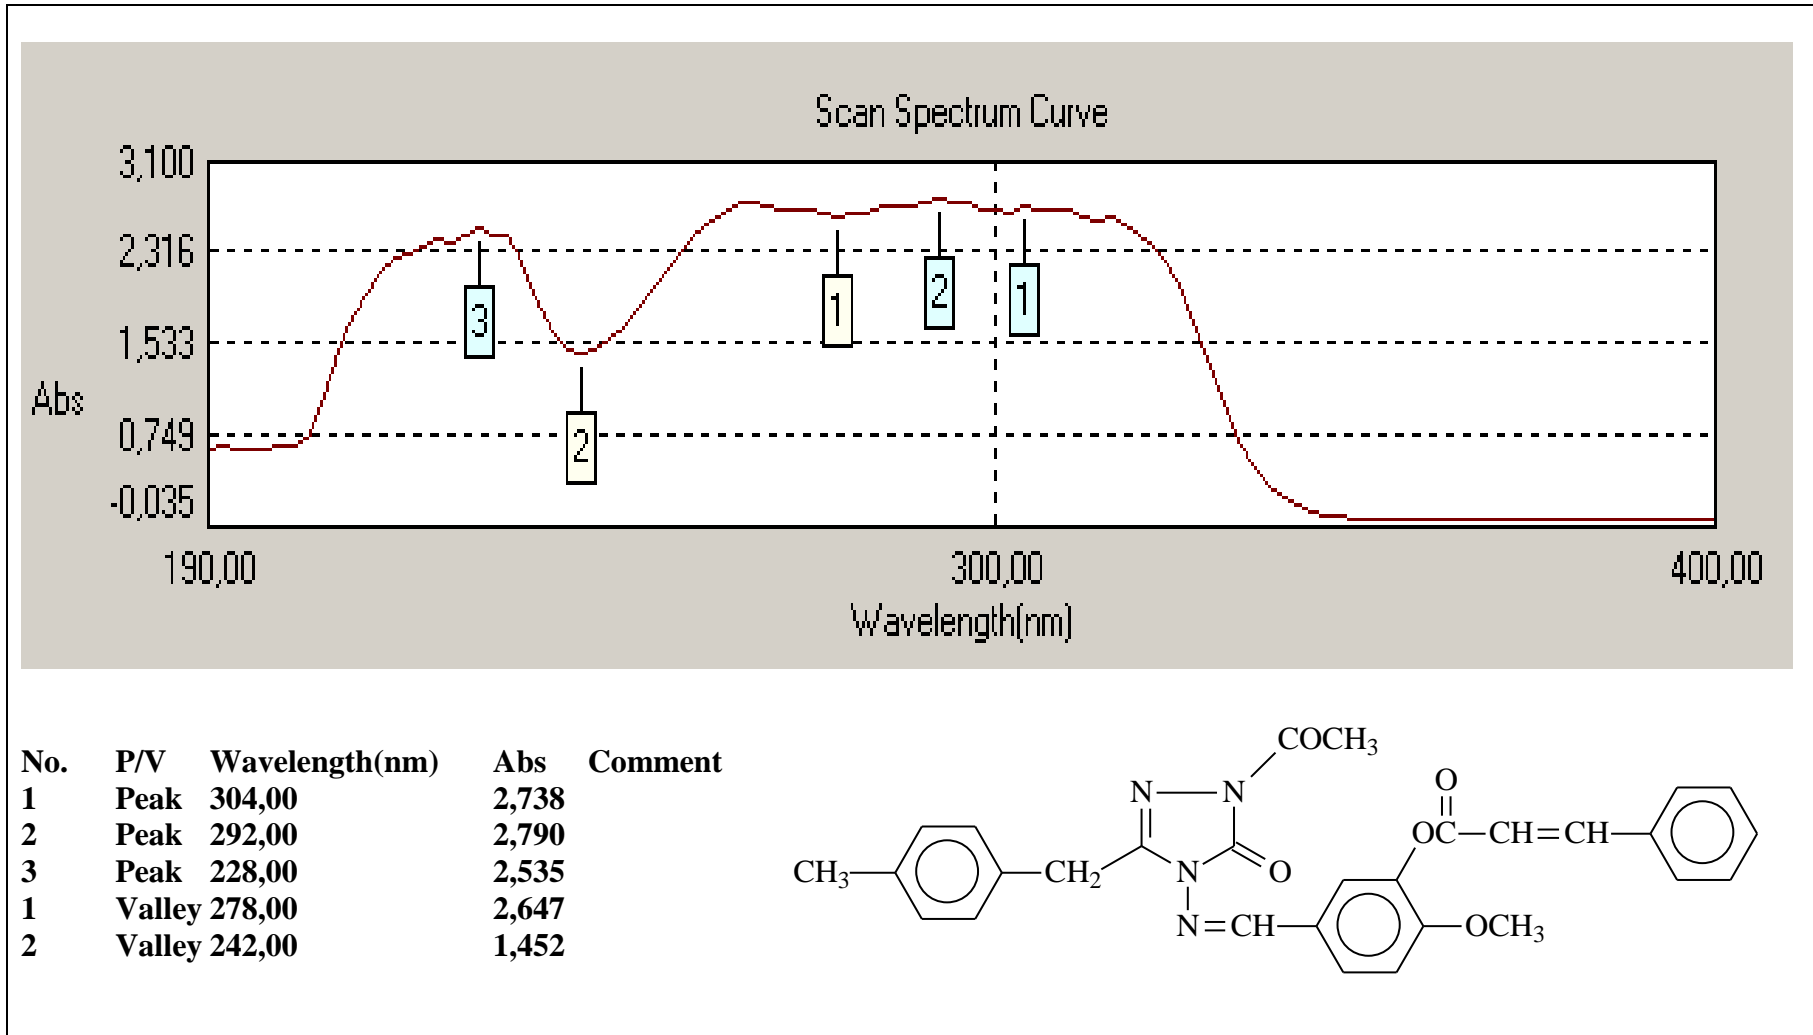 Scan Spectrum Curve
3,100
2,316
1,533
0,749
-0,035
Abs
3
2
1
2
1
190,00 300,00 400,00
Wavelength(nm)
No. P/V Wavelength(nm) Abs Comment
1 Peak 304,00 2,738
2 Peak 292,00 2,790
3 Peak 228,00 2,535
1 Valley 278,00 2,647
2 Valley 242,00 1,452
COCH3
N N
O
OC CH=CH
CH3 CH2 N O
N=CH OCH3